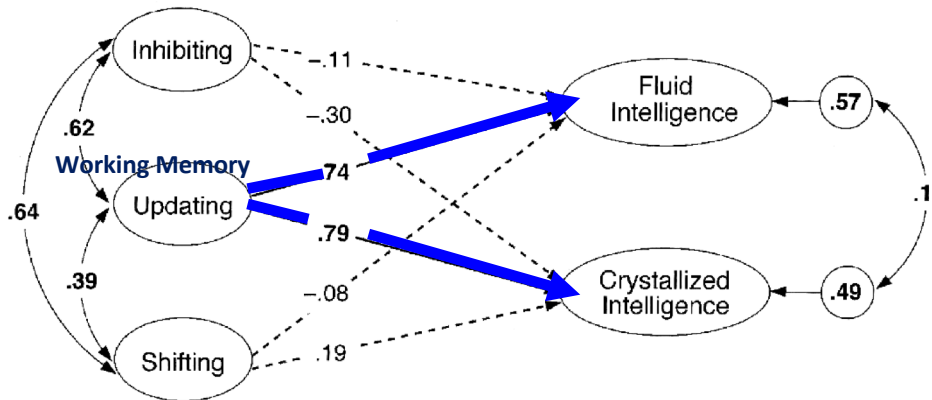 Inhibiting
–.11
Fluid
Intelligence
.57
–.30
.62
Working Memory
.74
Updating
.64
.79
.1
.39
–.08
Crystallized
Intelligence
.49
Shifting
.19